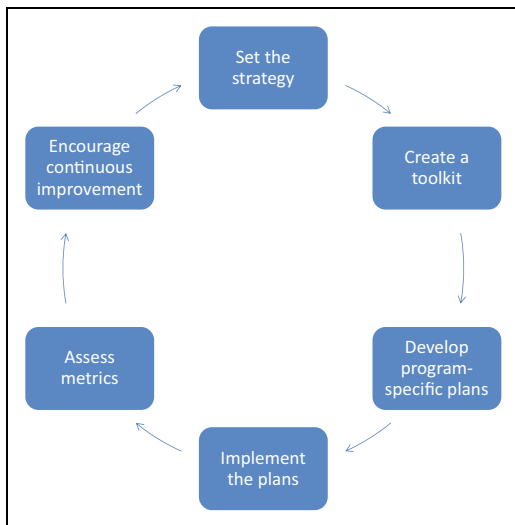 Set the
strategy
Create a
toolkit
Develop
program-
specific plans
Implement
the plans
Assess
metrics
Encourage
continuous
improvement